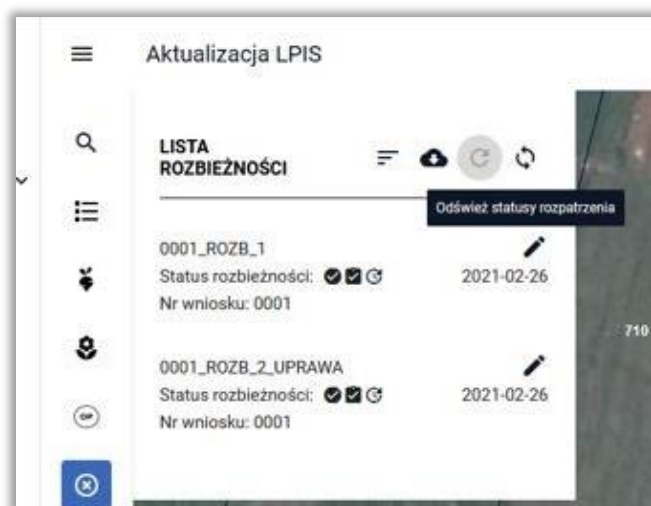 Aktualizacja LPIS
LISTA
ROZBIEŻNOŚCI
Odśwież statusy rozpatrzenia
0001_ROZB_1
Status rozbieżności: 2021-02-26
Nr wniosku: 0001
710
0001_ROZB_2_UPRAWA
Status rozbieżności: 2021-02-26
Nr wniosku: 0001
OP